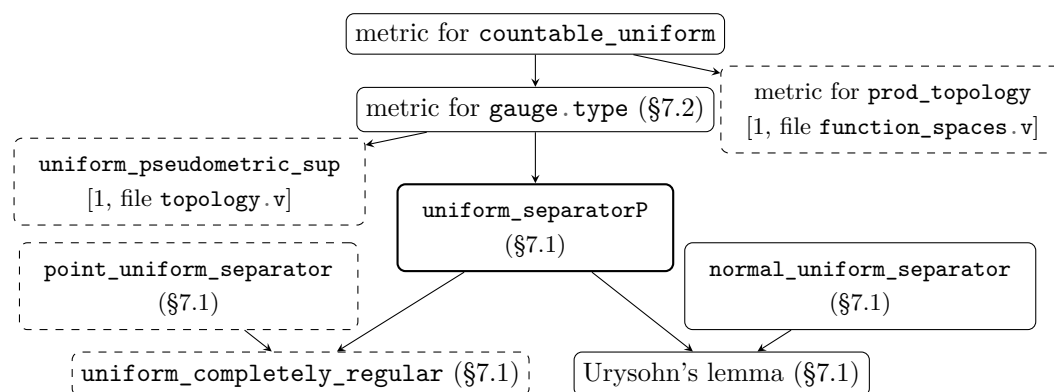 metric for countable_uniform
metric for prod_topology
[1, file function_spaces.v]
metric for gauge.type (§7.2)
uniform_pseudometric_sup
[1, file topology.v]
uniform_separatorP
(§7.1)
point_uniform_separator
(§7.1)
normal_uniform_separator
(§7.1)
uniform_completely_regular (§7.1)
Urysohn's lemma (§7.1)